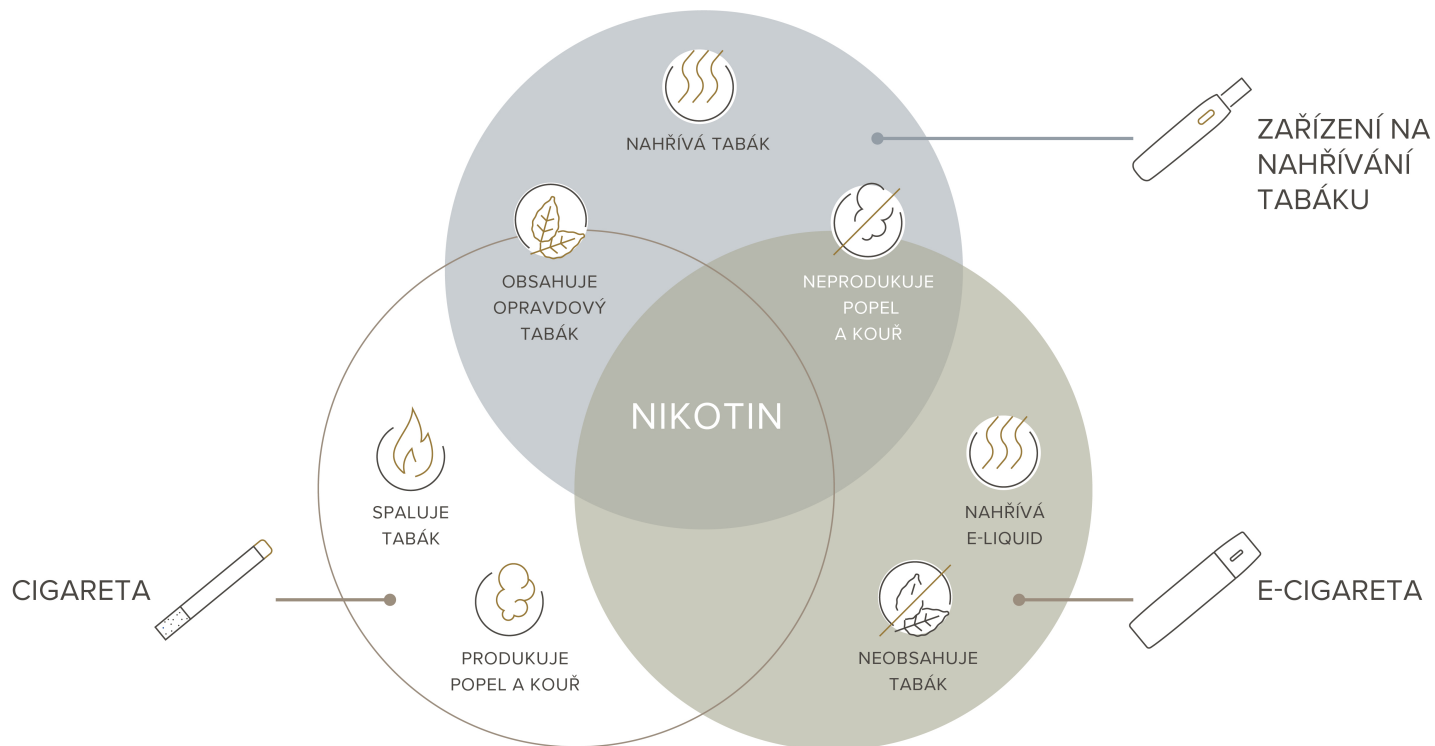 NAHŘÍVÁ TABÁK
ZAŘÍZENÍ NA
NAHŘÍVÁNÍ
TABÁKU
OBSAHUJE
OPRAVDOVÝ
TABÁK
NEPRODUKUJE
POPEL
A KOUŘ
NIKOTIN
SPALUJE
TABÁK
NAHŘÍVÁ
E-LIQUID
CIGARETA
E-CIGARETA
PRODUKUJE
POPEL A KOUŘ
NEOBSAHUJE
TABÁK